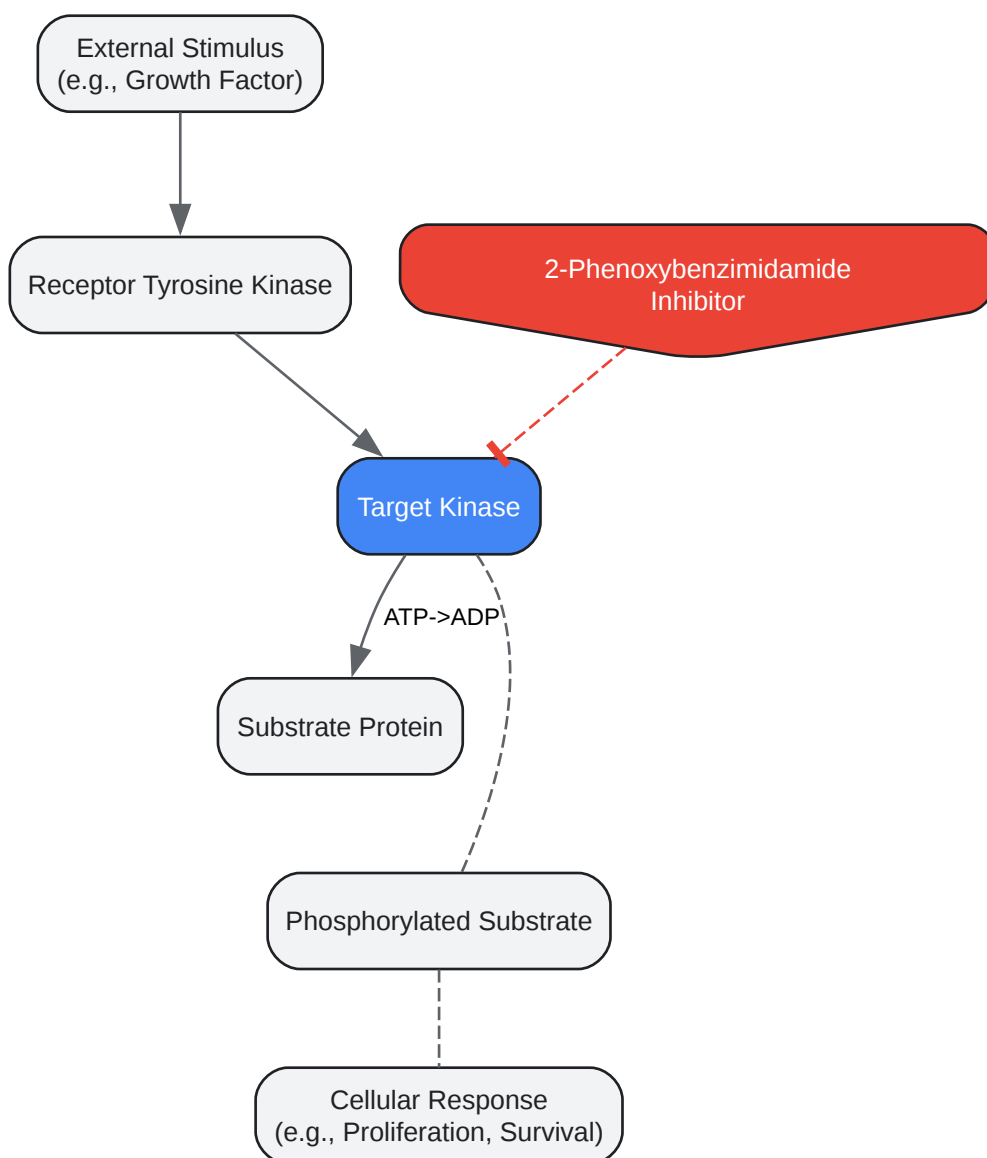 External Stimulus
(e.g., Growth Factor)
Receptor Tyrosine Kinase
2-Phenoxybenzimidamide
Inhibitor
Target Kinase
ATP->ADP
Substrate Protein
Phosphorylated Substrate
Cellular Response
(e.g., Proliferation, Survival)